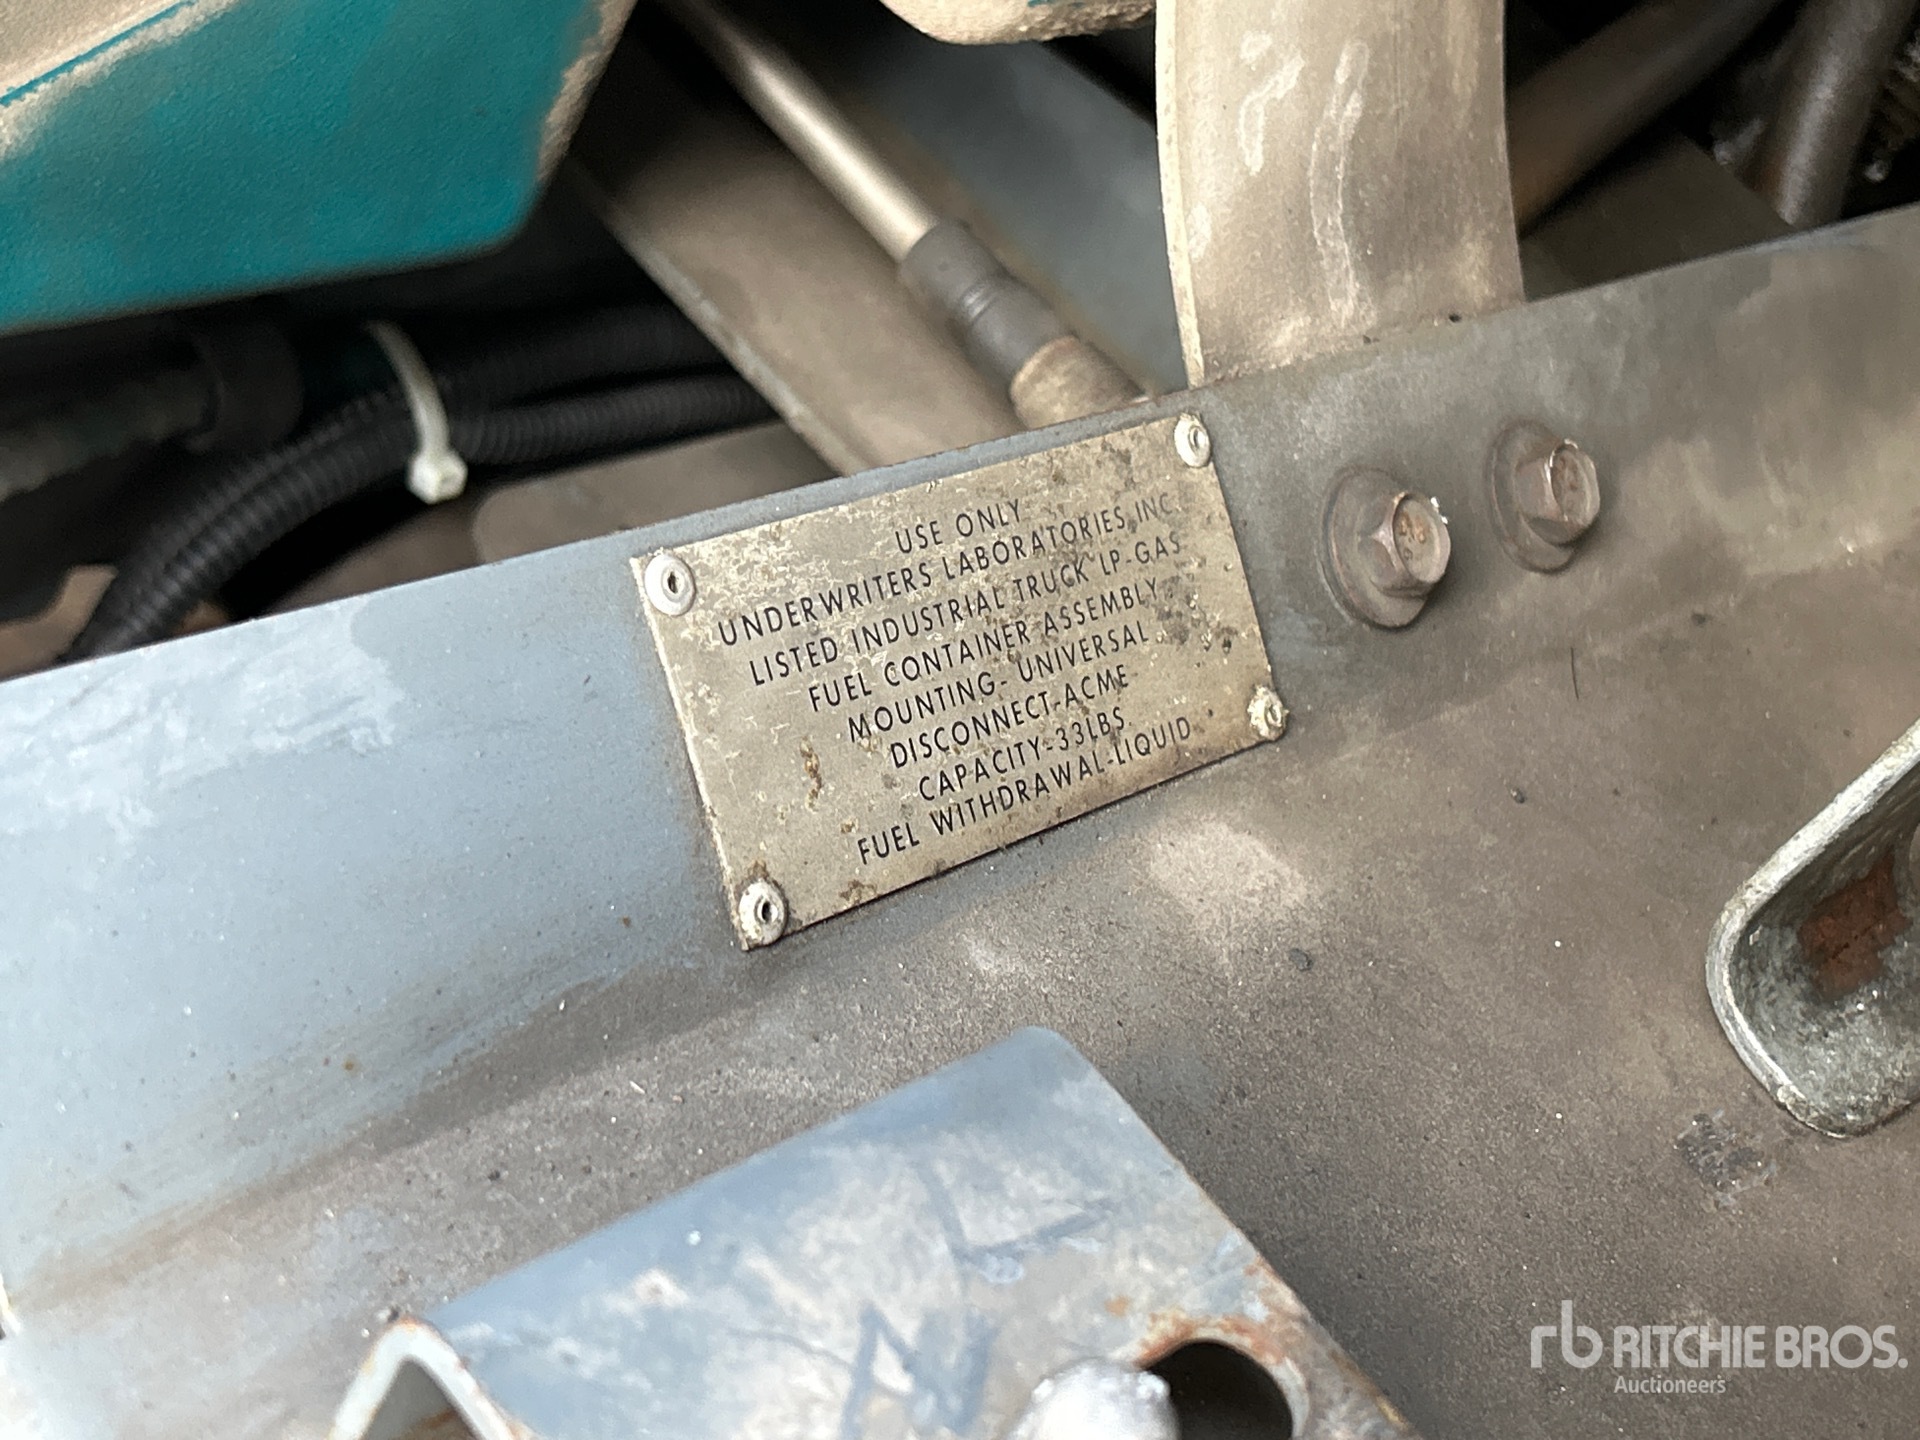 USE ONLY
UNDERWRITERS LABORATORIES INC.
LISTED INDUSTRIAL TRUCK LP-GAS
FUEL CONTAINER ASSEMBLY
MOUNTING-UNIVERSAL
DISCONNECT-ACME
CAPACITY-33LBS.
FUEL WITHDRAWAL-LIQUID
rb RITCHIE BROS.
Auctioneers